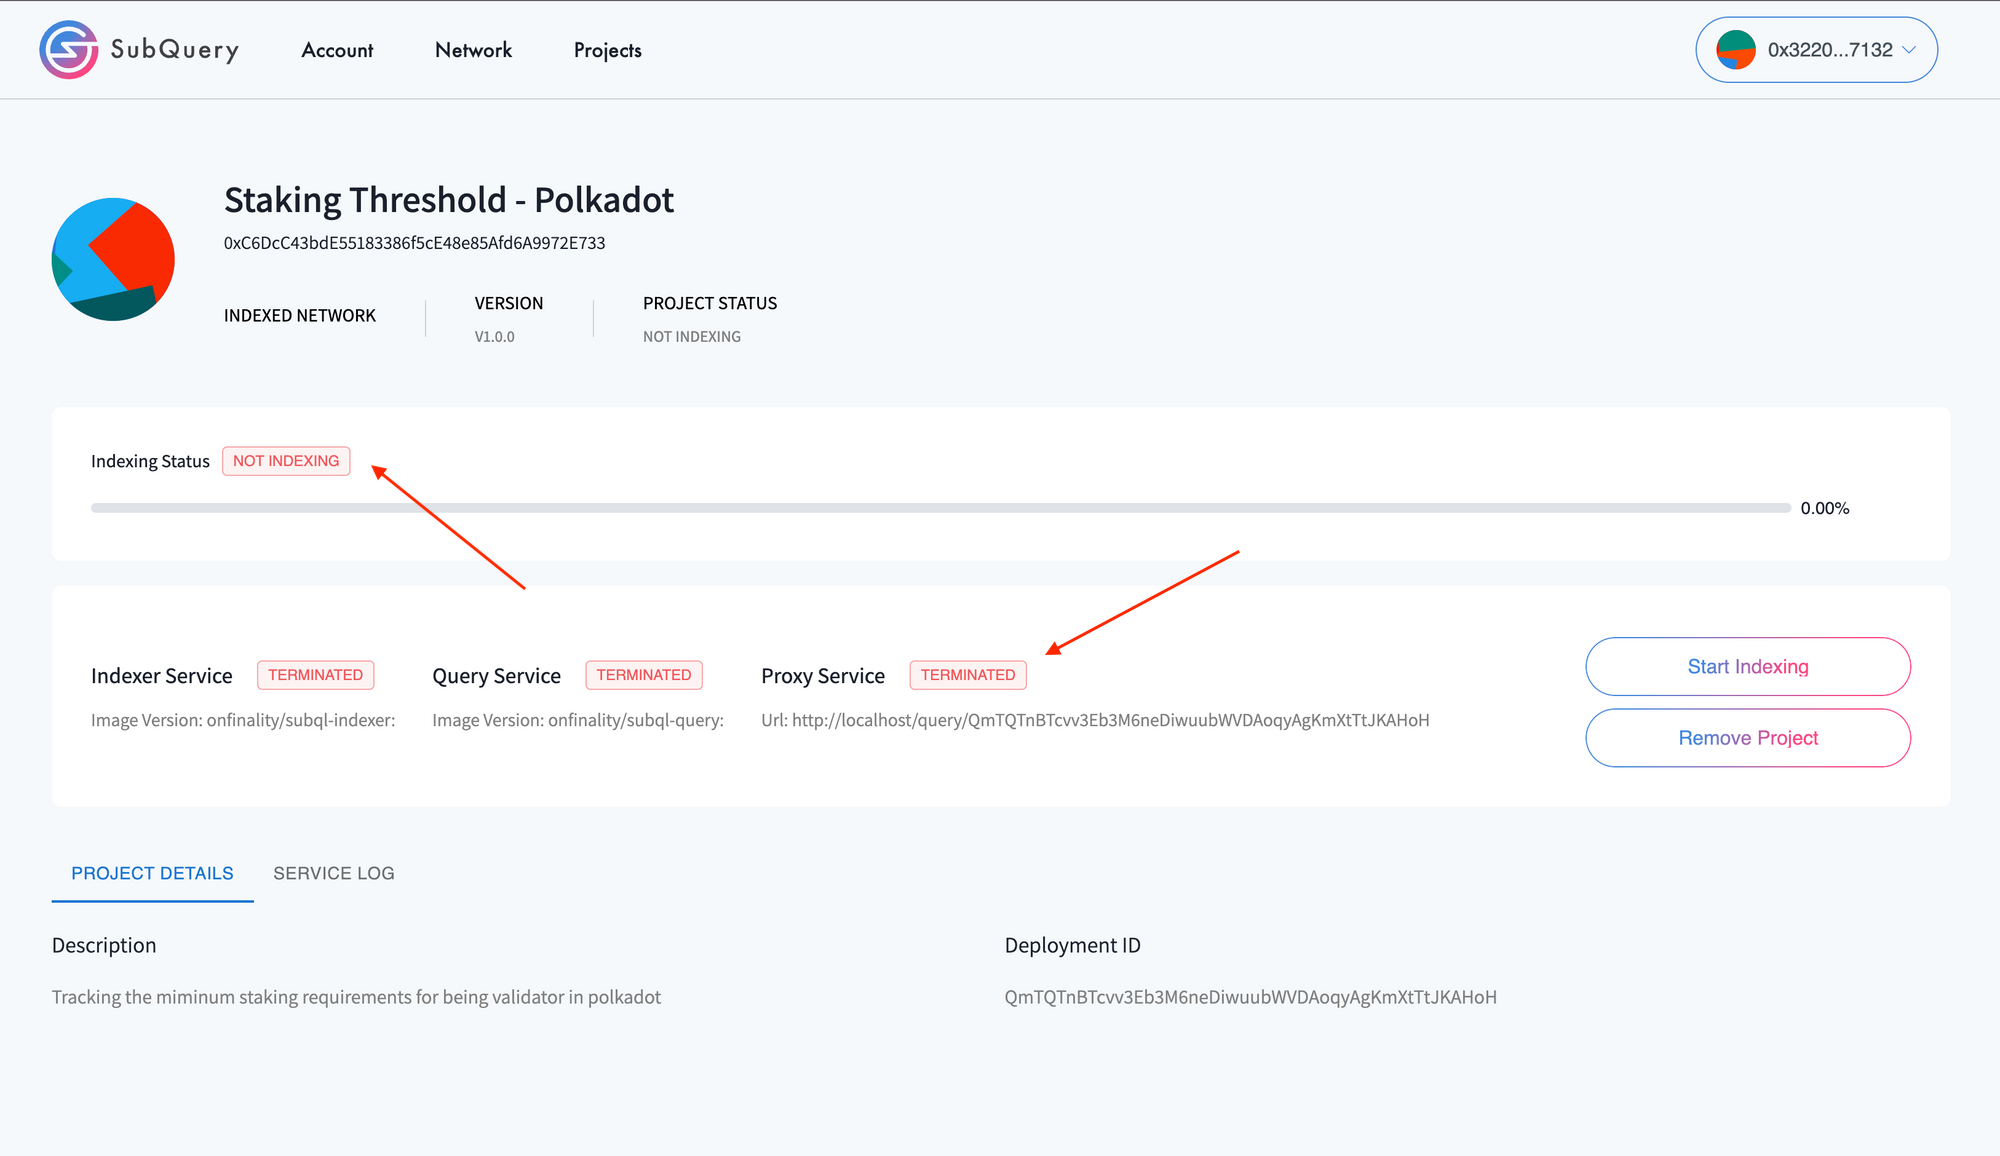 SubQuery Account Network Projects 0x3220...7132
Staking Threshold - Polkadot
0xC6DcC43bdE55183386f5cE48e85Afd6A9972E733
INDEXED NETWORK
VERSION
V1.0.0
PROJECT STATUS
NOT INDEXING
Indexing Status NOT INDEXING
0.00%
Indexer Service TERMINATED
Image Version: onfinality/subql-indexer:
Query Service TERMINATED
Image Version: onfinality/subql-query:
Proxy Service TERMINATED
Url: http://localhost/query/QmTQTnBTcvv3Eb3M6neDiwuubWVDAoqyAgKmXtTtJKAHoH
Start Indexing
Remove Project
PROJECT DETAILS SERVICE LOG
Description
Tracking the miminum staking requirements for being validator in polkadot
Deployment ID
QmTQTnBTcvv3Eb3M6neDiwuubWVDAoqyAgKmXtTtJKAHoH